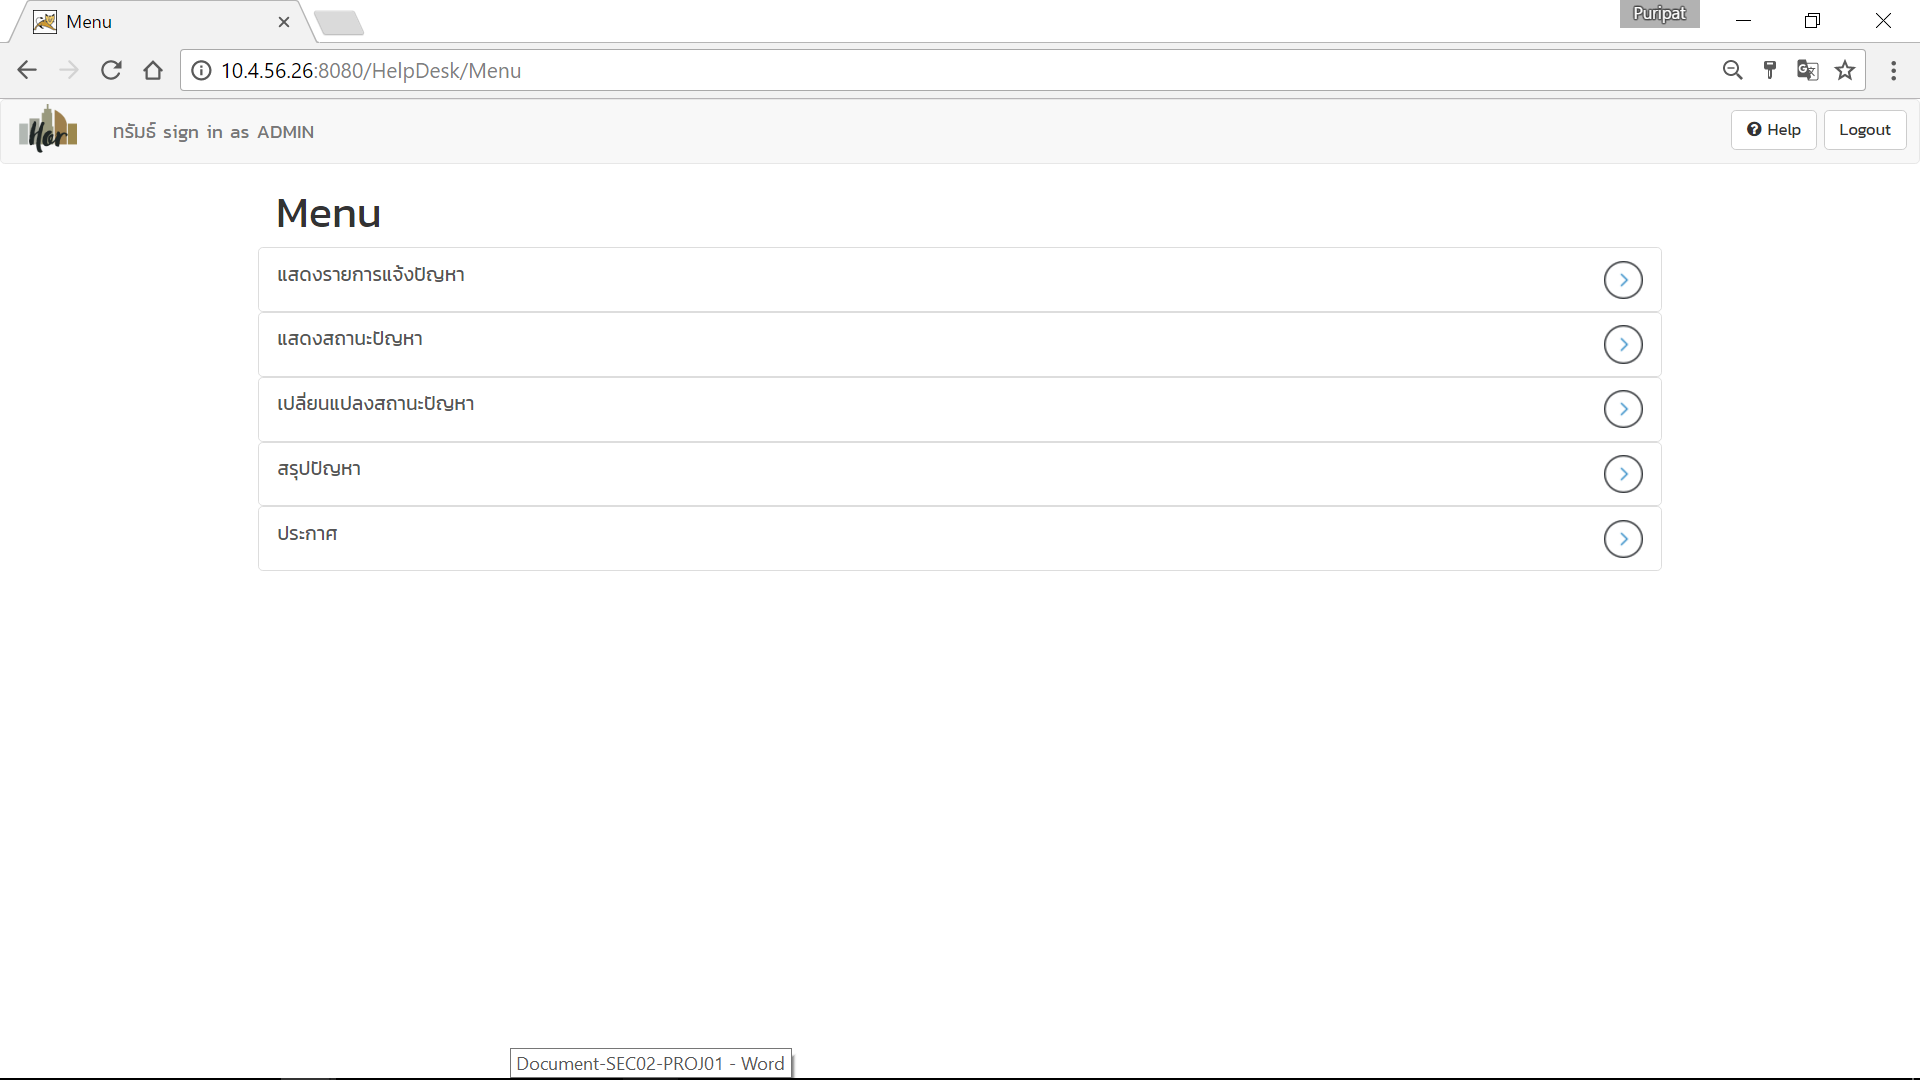 Menu
Puripat
10.4.56.26:8080/HelpDesk/Menu
Hor
ทรัมธ์ sign in as ADMIN
Help
Logout
Menu
แสดงรายการแจ้งปัญหา
แสดงสถานะปัญหา
เปลี่ยนแปลงสถานะปัญหา
สรุปปัญหา
ประกาศ
Document-SEC02-PROJ01 - Word